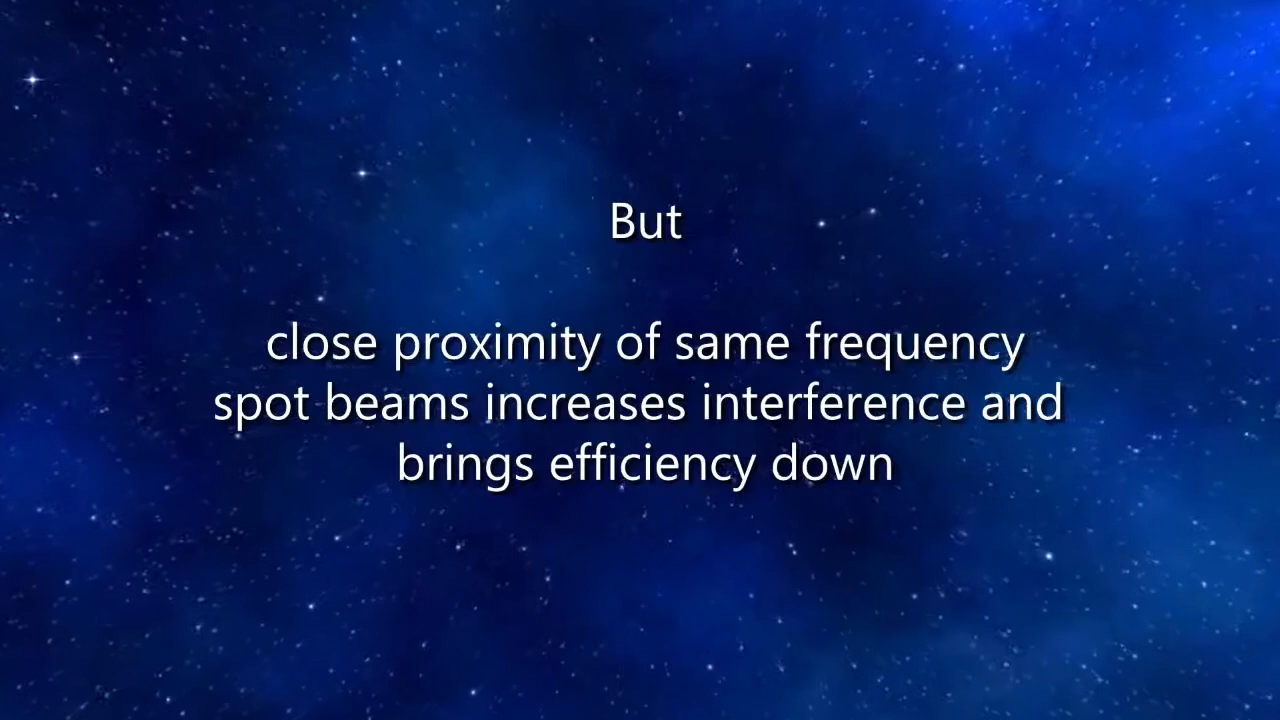 But
close proximity of same frequency
spot beams increases interference and
brings efficiency down